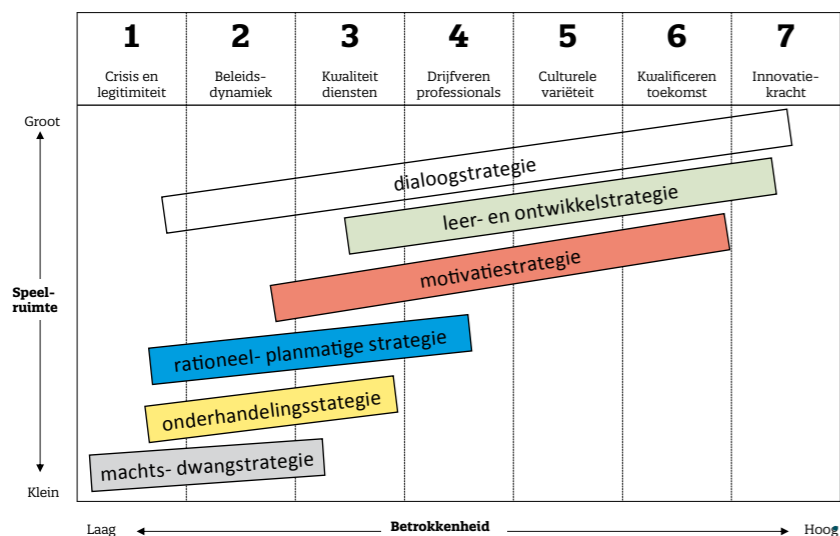 1 2 3 4 5 6 7
Crisis en legitimiteit
Beleids-
dynamiek
Kwaliteit
diensten
Drijfveren
professionals
Culturele
variëteit
Kwalificeren
toekomst
Innovatie-
kracht
Groot
dialoogstrategie
leer- en ontwikkelstrategie
motivatiestrategie
Speel-
ruimte
rationeel- planmatige strategie
onderhandelingsstategie
machts- dwangstrategie
Klein
Laag
Betrokkenheid
Hoog